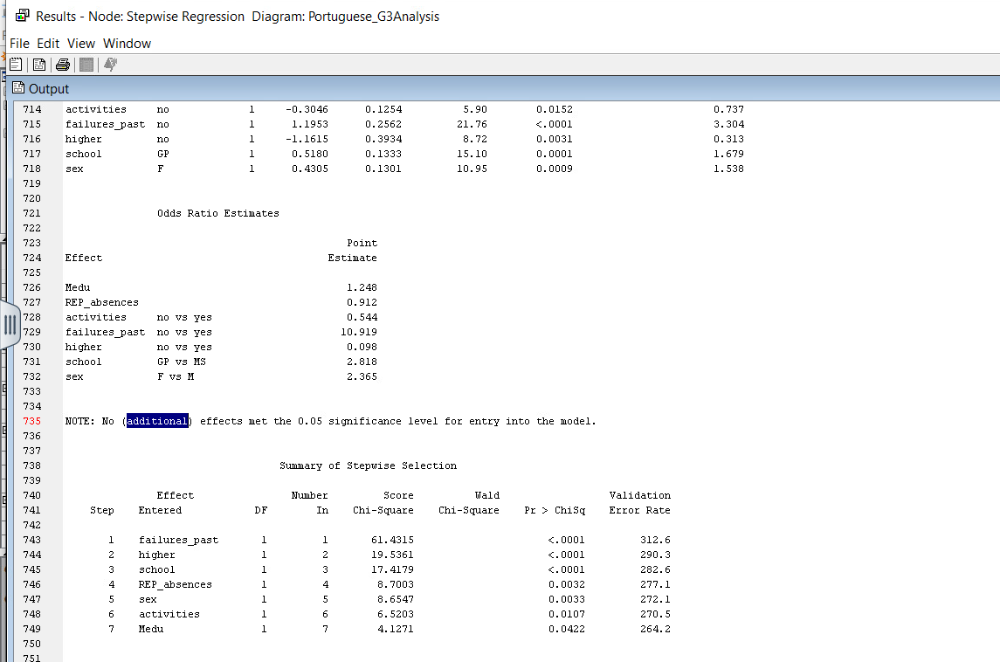 Results - Node: Stepwise Regression  Diagram: Portuguese_G3Analysis
File Edit View Window
Output
714 activities no 1 -0.3046 0.1254 5.90 0.0152 0.737
715 failures_past no 1 1.1953 0.2562 21.76 <.0001 3.304
716 higher no 1 -1.1615 0.3934 8.72 0.0031 0.313
717 school GP 1 0.5180 0.1333 15.10 0.0001 1.679
718 sex F 1 0.4305 0.1301 10.95 0.0009 1.538
719
720
721 Odds Ratio Estimates
722
723 Point
724 Effect Estimate
725
726 Medu 1.248
727 REP_absences 0.912
728 activities no vs yes 0.544
729 failures_past no vs yes 10.919
730 higher no vs yes 0.098
731 school GP vs MS 2.818
732 sex F vs M 2.365
733
734
735 NOTE: No (additional) effects met the 0.05 significance level for entry into the model.
736
737
738 Summary of Stepwise Selection
739
740 Effect Number Score Wald Validation
741 Step Entered DF In Chi-Square Chi-Square Pr > ChiSq Error Rate
742
743 1 failures_past 1 1 61.4315 <.0001 312.6
744 2 higher 1 2 19.5361 <.0001 290.3
745 3 school 1 3 17.4179 <.0001 282.6
746 4 REP_absences 1 4 8.7003 0.0032 277.1
747 5 sex 1 5 8.6547 0.0033 272.1
748 6 activities 1 6 6.5203 0.0107 270.5
749 7 Medu 1 7 4.1271 0.0422 264.2
750
751